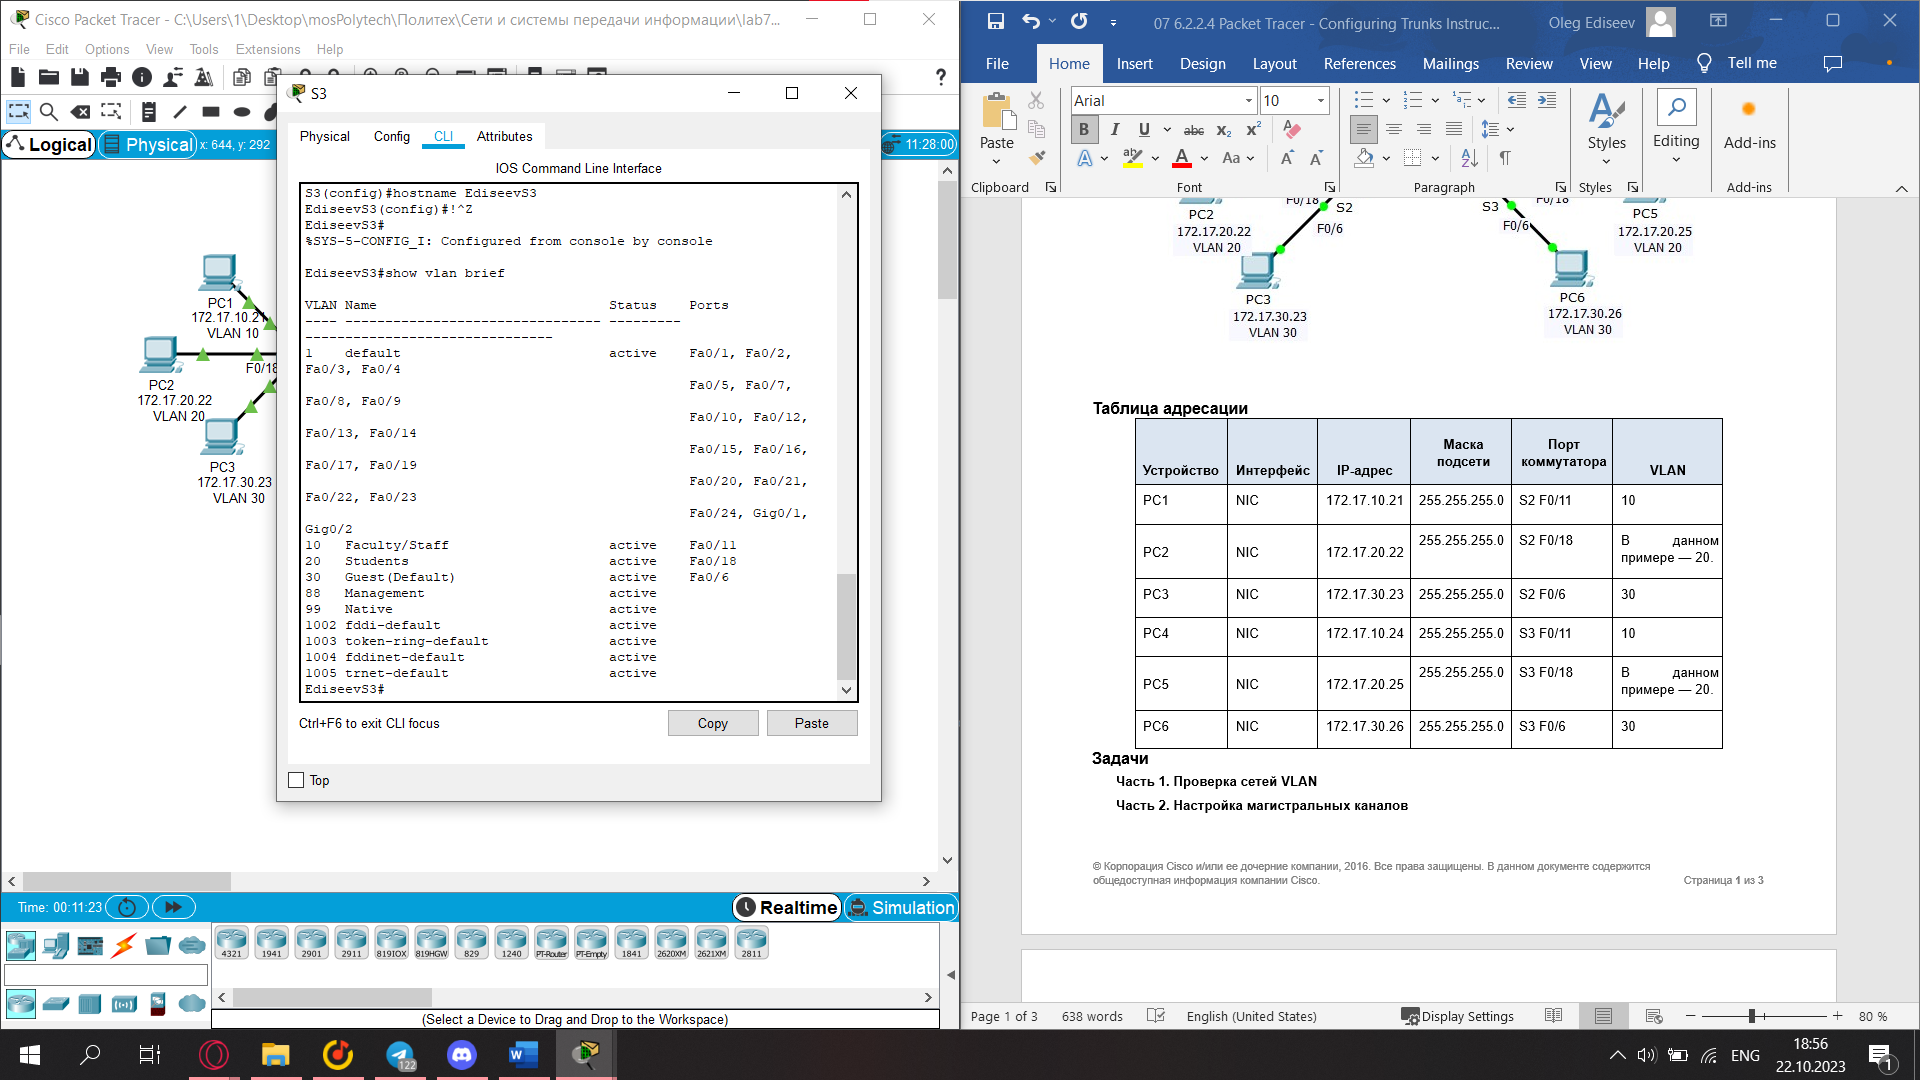 Cisco Packet Tracer - C:\Users\1\Desktop\mosPolytech\Политех\Сети и системы передачи информации\lab7...
File Edit Options View Tools Extensions Help
Logical
Physical
x: 644, y: 292
11:28:00
PC1
172.17.10.21
VLAN 10
F0/18
PC2
172.17.20.22
VLAN 20
PC3
172.17.30.23
VLAN 30
S3
Physical Config CLI Attributes
IOS Command Line Interface
S3(config)#hostname EdiseevS3
EdiseevS3(config)#!^Z
EdiseevS3#
%SYS-5-CONFIG_I: Configured from console by console
EdiseevS3#show vlan brief
VLAN Name Status Ports
---- -------------------------------- ---------
-------------------------------
1 default active Fa0/1, Fa0/2,
Fa0/3, Fa0/4
Fa0/5, Fa0/7,
Fa0/8, Fa0/9
Fa0/10, Fa0/12,
Fa0/13, Fa0/14
Fa0/15, Fa0/16,
Fa0/17, Fa0/19
Fa0/20, Fa0/21,
Fa0/22, Fa0/23
Fa0/24, Gig0/1,
Gig0/2
10 Faculty/Staff active Fa0/11
20 Students active Fa0/18
30 Guest(Default) active Fa0/6
88 Management active
99 Native active
1002 fddi-default active
1003 token-ring-default active
1004 fddinet-default active
1005 trnet-default active
EdiseevS3#
Ctrl+F6 to exit CLI focus
Copy
Paste
Top
Time: 00:11:23
Realtime
Simulation
4321 1941 2901 2911 819IOX 819HGW 829 1240 PT-Router PT-Empty 1841 2620XM 2621XM 2811
(Select a Device to Drag and Drop to the Workspace)
07 6.2.2.4 Packet Tracer - Configuring Trunks Instruc...
Oleg Ediseev
File Home Insert Design Layout References Mailings Review View Help Tell me
Paste
Arial
10
Styles
Editing
Add-ins
Clipboard Font Paragraph Styles Add-ins
PC2
172.17.20.22
VLAN 20
F0/18
S2
F0/6
PC3
172.17.30.23
VLAN 30
S3
F0/18
F0/6
PC5
172.17.20.25
VLAN 20
PC6
172.17.30.26
VLAN 30
Таблица адресации
Устройство Интерфейс IP-адрес Маска подсети Порт коммутатора VLAN
PC1 NIC 172.17.10.21 255.255.255.0 S2 F0/11 10
PC2 NIC 172.17.20.22 255.255.255.0 S2 F0/18 В данном примере — 20.
PC3 NIC 172.17.30.23 255.255.255.0 S2 F0/6 30
PC4 NIC 172.17.10.24 255.255.255.0 S3 F0/11 10
PC5 NIC 172.17.20.25 255.255.255.0 S3 F0/18 В данном примере — 20.
PC6 NIC 172.17.30.26 255.255.255.0 S3 F0/6 30
Задачи
Часть 1. Проверка сетей VLAN
Часть 2. Настройка магистральных каналов
© Корпорация Cisco и/или ее дочерние компании, 2016. Все права защищены. В данном документе содержится
общедоступная информация компании Cisco.
Страница 1 из 3
Page 1 of 3
638 words
English (United States)
Display Settings
80 %
122
ENG
18:56
22.10.2023
1